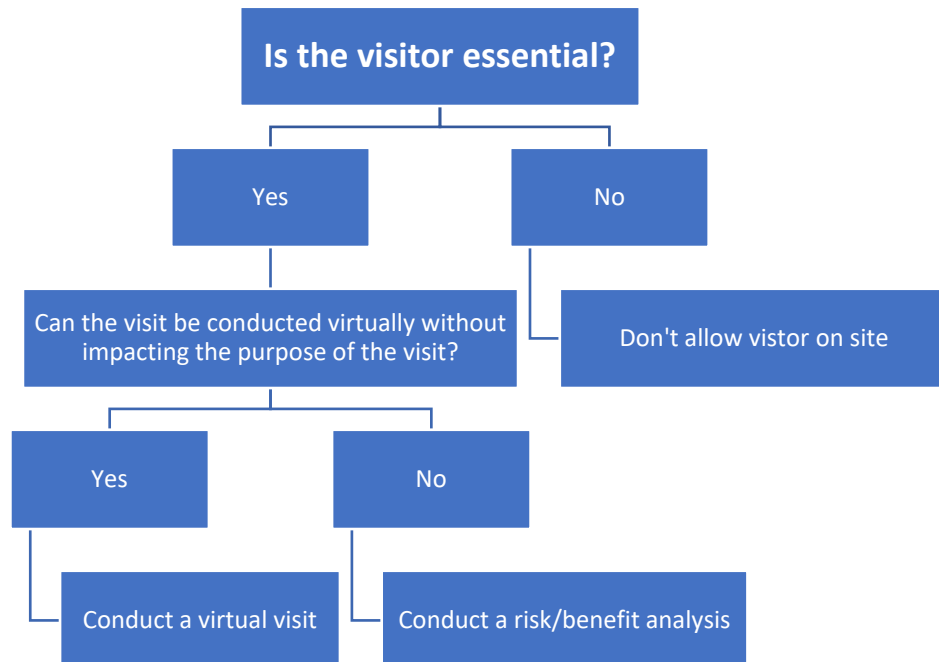 Is the visitor essential?
Yes
No
Can the visit be conducted virtually without
impacting the purpose of the visit?
Don't allow vistor on site
Yes
No
Conduct a virtual visit
Conduct a risk/benefit analysis